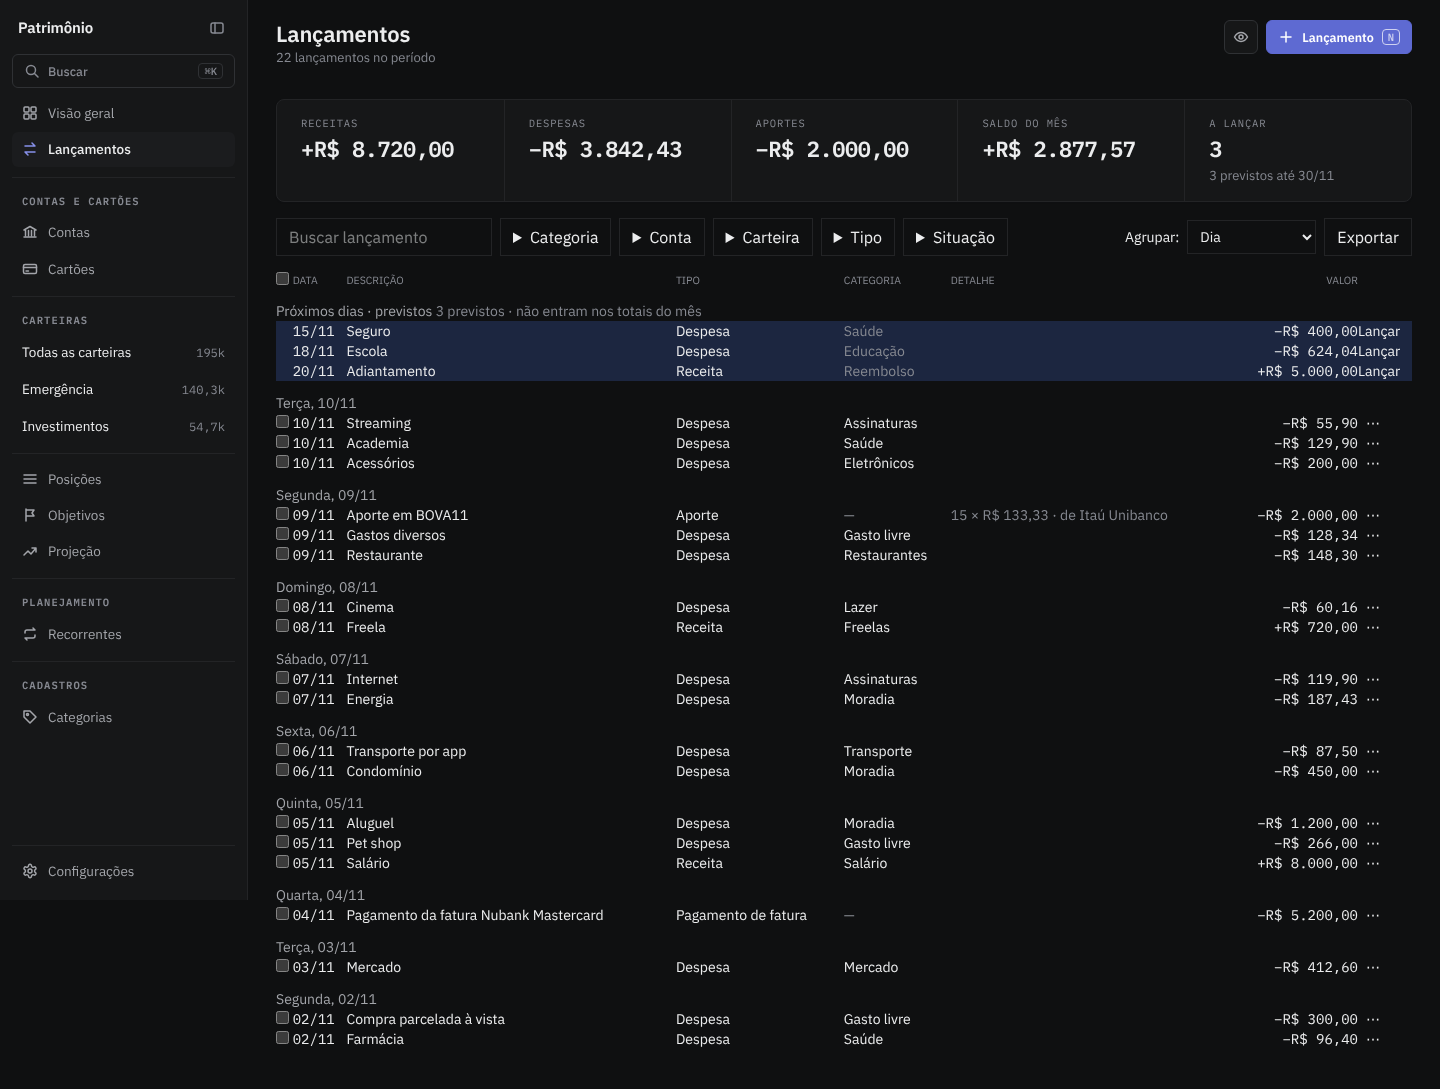 Patrimônio
Buscar ⌘K
Visão geral
Lançamentos
CONTAS E CARTÕES
Contas
Cartões
CARTEIRAS
Todas as carteiras 195k
Emergência 140,3k
Investimentos 54,7k
Posições
Objetivos
Projeção
PLANEJAMENTO
Recorrentes
CADASTROS
Categorias
Configurações
Lançamentos
22 lançamentos no período
Lançamento N
RECEITAS
+R$ 8.720,00
DESPESAS
−R$ 3.842,43
APORTES
−R$ 2.000,00
SALDO DO MÊS
+R$ 2.877,57
A LANÇAR
3
3 previstos até 30/11
Buscar lançamento Categoria Conta Carteira Tipo Situação Agrupar: Dia Exportar
DATA DESCRIÇÃO TIPO CATEGORIA DETALHE VALOR
Próximos dias · previstos 3 previstos · não entram nos totais do mês
15/11 Seguro Despesa Saúde −R$ 400,00Lançar
18/11 Escola Despesa Educação −R$ 624,04Lançar
20/11 Adiantamento Receita Reembolso +R$ 5.000,00Lançar
Terça, 10/11
10/11 Streaming Despesa Assinaturas −R$ 55,90 ···
10/11 Academia Despesa Saúde −R$ 129,90 ···
10/11 Acessórios Despesa Eletrônicos −R$ 200,00 ···
Segunda, 09/11
09/11 Aporte em BOVA11 Aporte — 15 × R$ 133,33 · de Itaú Unibanco −R$ 2.000,00 ···
09/11 Gastos diversos Despesa Gasto livre −R$ 128,34 ···
09/11 Restaurante Despesa Restaurantes −R$ 148,30 ···
Domingo, 08/11
08/11 Cinema Despesa Lazer −R$ 60,16 ···
08/11 Freela Receita Freelas +R$ 720,00 ···
Sábado, 07/11
07/11 Internet Despesa Assinaturas −R$ 119,90 ···
07/11 Energia Despesa Moradia −R$ 187,43 ···
Sexta, 06/11
06/11 Transporte por app Despesa Transporte −R$ 87,50 ···
06/11 Condomínio Despesa Moradia −R$ 450,00 ···
Quinta, 05/11
05/11 Aluguel Despesa Moradia −R$ 1.200,00 ···
05/11 Pet shop Despesa Gasto livre −R$ 266,00 ···
05/11 Salário Receita Salário +R$ 8.000,00 ···
Quarta, 04/11
04/11 Pagamento da fatura Nubank Mastercard Pagamento de fatura — −R$ 5.200,00 ···
Terça, 03/11
03/11 Mercado Despesa Mercado −R$ 412,60 ···
Segunda, 02/11
02/11 Compra parcelada à vista Despesa Gasto livre −R$ 300,00 ···
02/11 Farmácia Despesa Saúde −R$ 96,40 ···